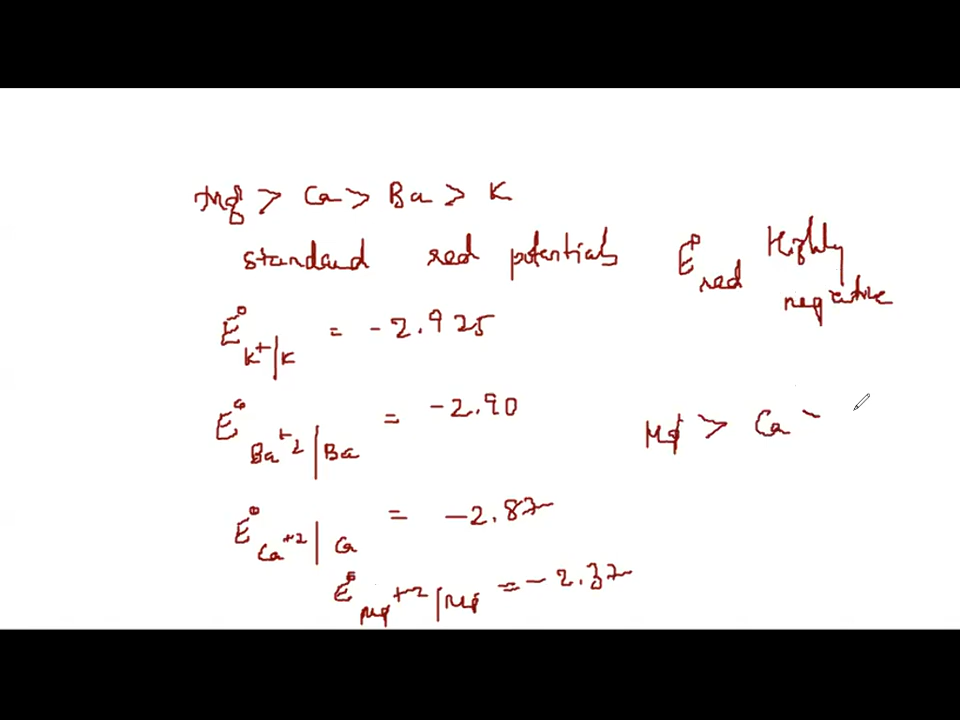 Mg > Ca > Ba > K
standard red potentials E°red Highly negative
E°K+/K = -2.925
E°Ba+2/Ba = -2.90
Mg > Ca >
E°Ca+2/Ca = -2.87
E°Mg+2/Mg = -2.37